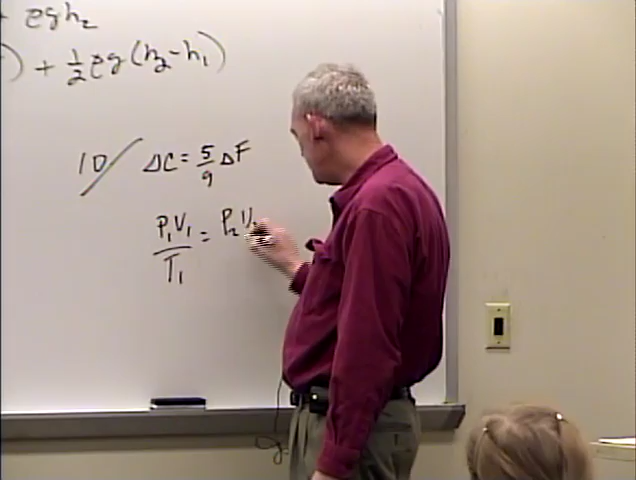 ρgh₂
) + ½ρg(h₂-h₁)
10/ ΔC = 5/9 ΔF
P₁V₁/T₁ = P₂V₂